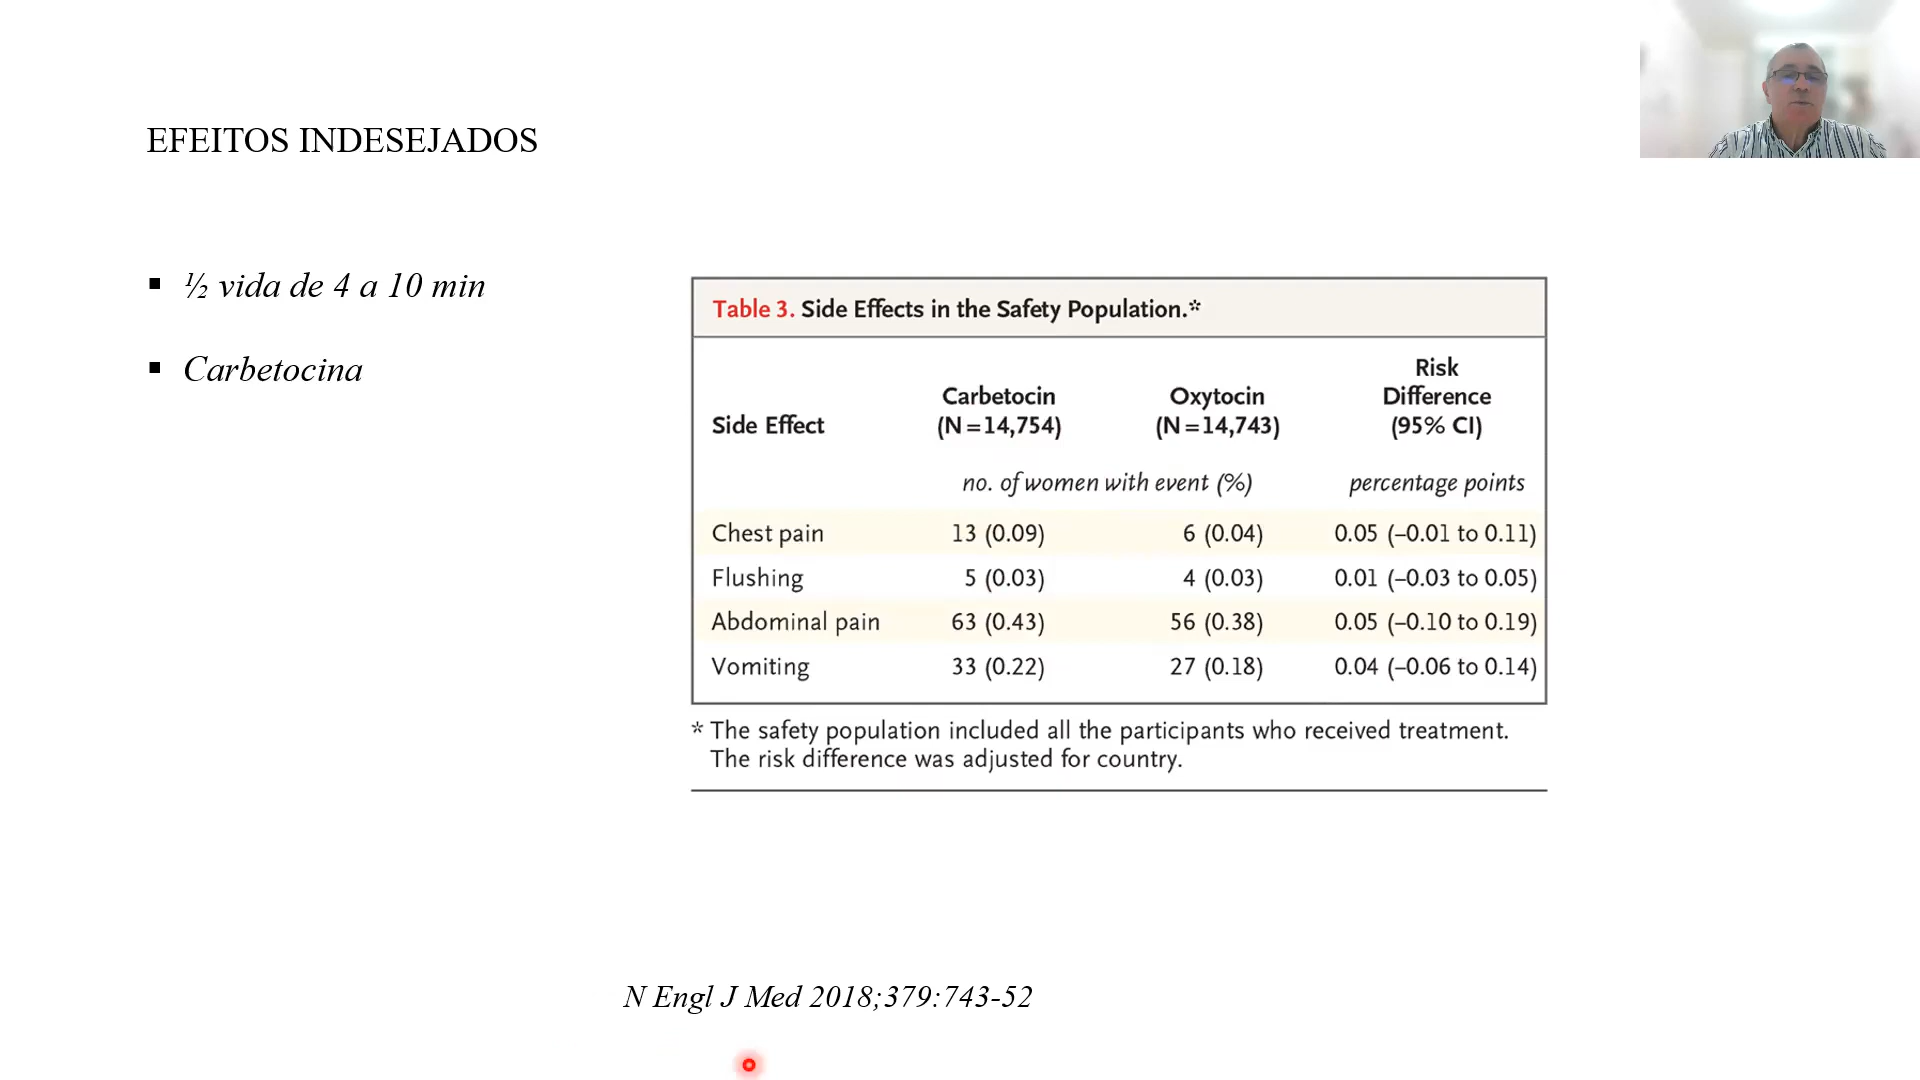 EFEITOS INDESEJADOS
▪ ½ vida de 4 a 10 min
▪ Carbetocina
Table 3. Side Effects in the Safety Population.*
Side Effect Carbetocin (N=14,754) Oxytocin (N=14,743) Risk Difference (95% CI)
no. of women with event (%) percentage points
Chest pain 13 (0.09) 6 (0.04) 0.05 (–0.01 to 0.11)
Flushing 5 (0.03) 4 (0.03) 0.01 (–0.03 to 0.05)
Abdominal pain 63 (0.43) 56 (0.38) 0.05 (–0.10 to 0.19)
Vomiting 33 (0.22) 27 (0.18) 0.04 (–0.06 to 0.14)
* The safety population included all the participants who received treatment.
The risk difference was adjusted for country.
N Engl J Med 2018;379:743-52